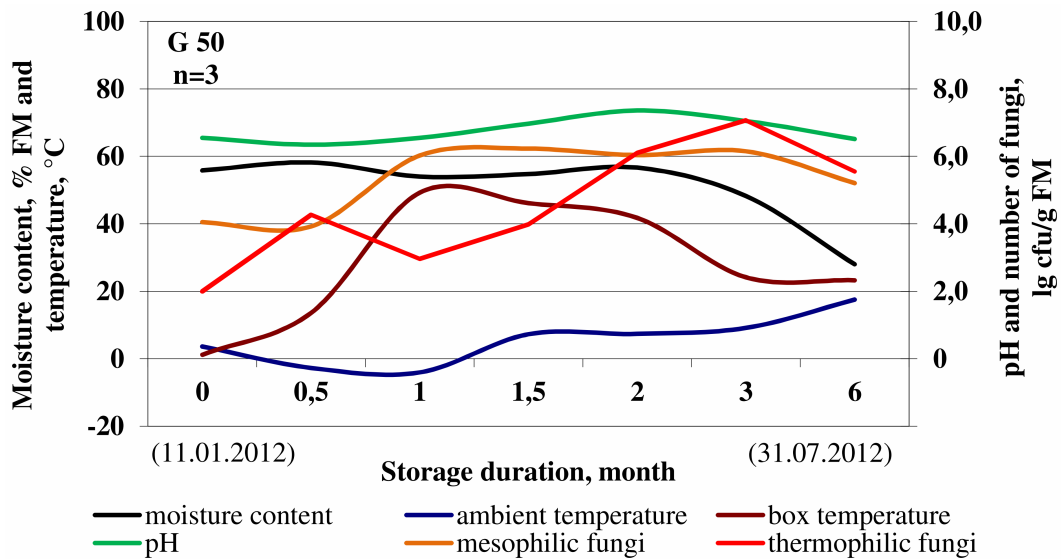 Moisture content, % FM and
temperature, °C
100
80
60
40
20
0
-20
G 50
n=3
10,0
8,0
6,0
4,0
2,0
0
pH and number of fungi,
lg cfu/g FM
0 0,5 1 1,5 2 3 6
(11.01.2012) (31.07.2012)
Storage duration, month
moisture content ambient temperature box temperature
pH mesophilic fungi thermophilic fungi